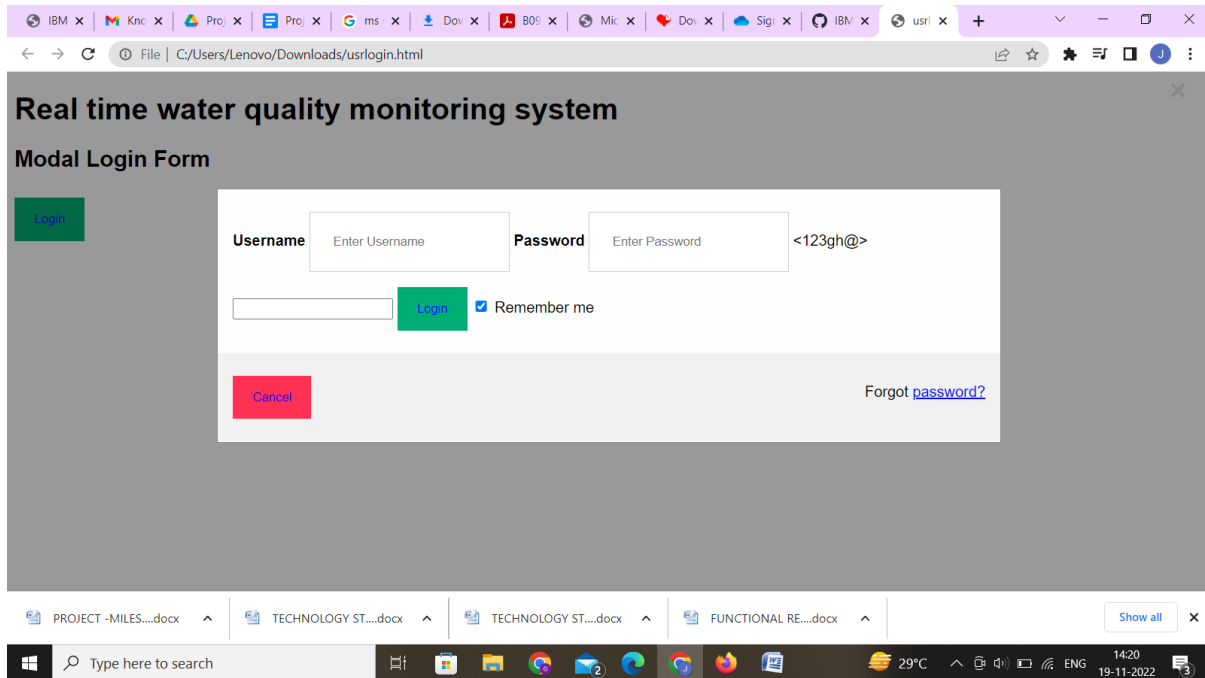 IBM Kno Proj Proj ms Dov B09 Mic Dov Sig IBM usrl
File | C:/Users/Lenovo/Downloads/usrlogin.html J
Real time water quality monitoring system
Modal Login Form
Login
Username Enter Username Password Enter Password <123gh@>
Login Remember me
Cancel Forgot password?
PROJECT -MILES....docx TECHNOLOGY ST....docx TECHNOLOGY ST....docx FUNCTIONAL RE....docx Show all
Type here to search 2 29°C ENG 14:20
19-11-2022 3